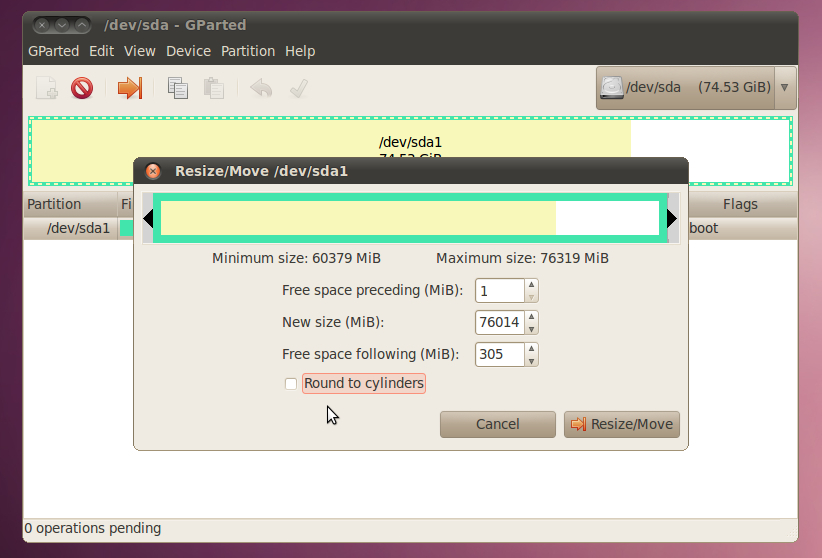 /dev/sda - GParted
GParted Edit View Device Partition Help
/dev/sda (74.53 GiB)
/dev/sda1
74.53 GiB
Resize/Move /dev/sda1
Partition Fi Flags
/dev/sda1 boot
Minimum size: 60379 MiB Maximum size: 76319 MiB
Free space preceding (MiB): 1
New size (MiB): 76014
Free space following (MiB): 305
Round to cylinders
Cancel Resize/Move
0 operations pending